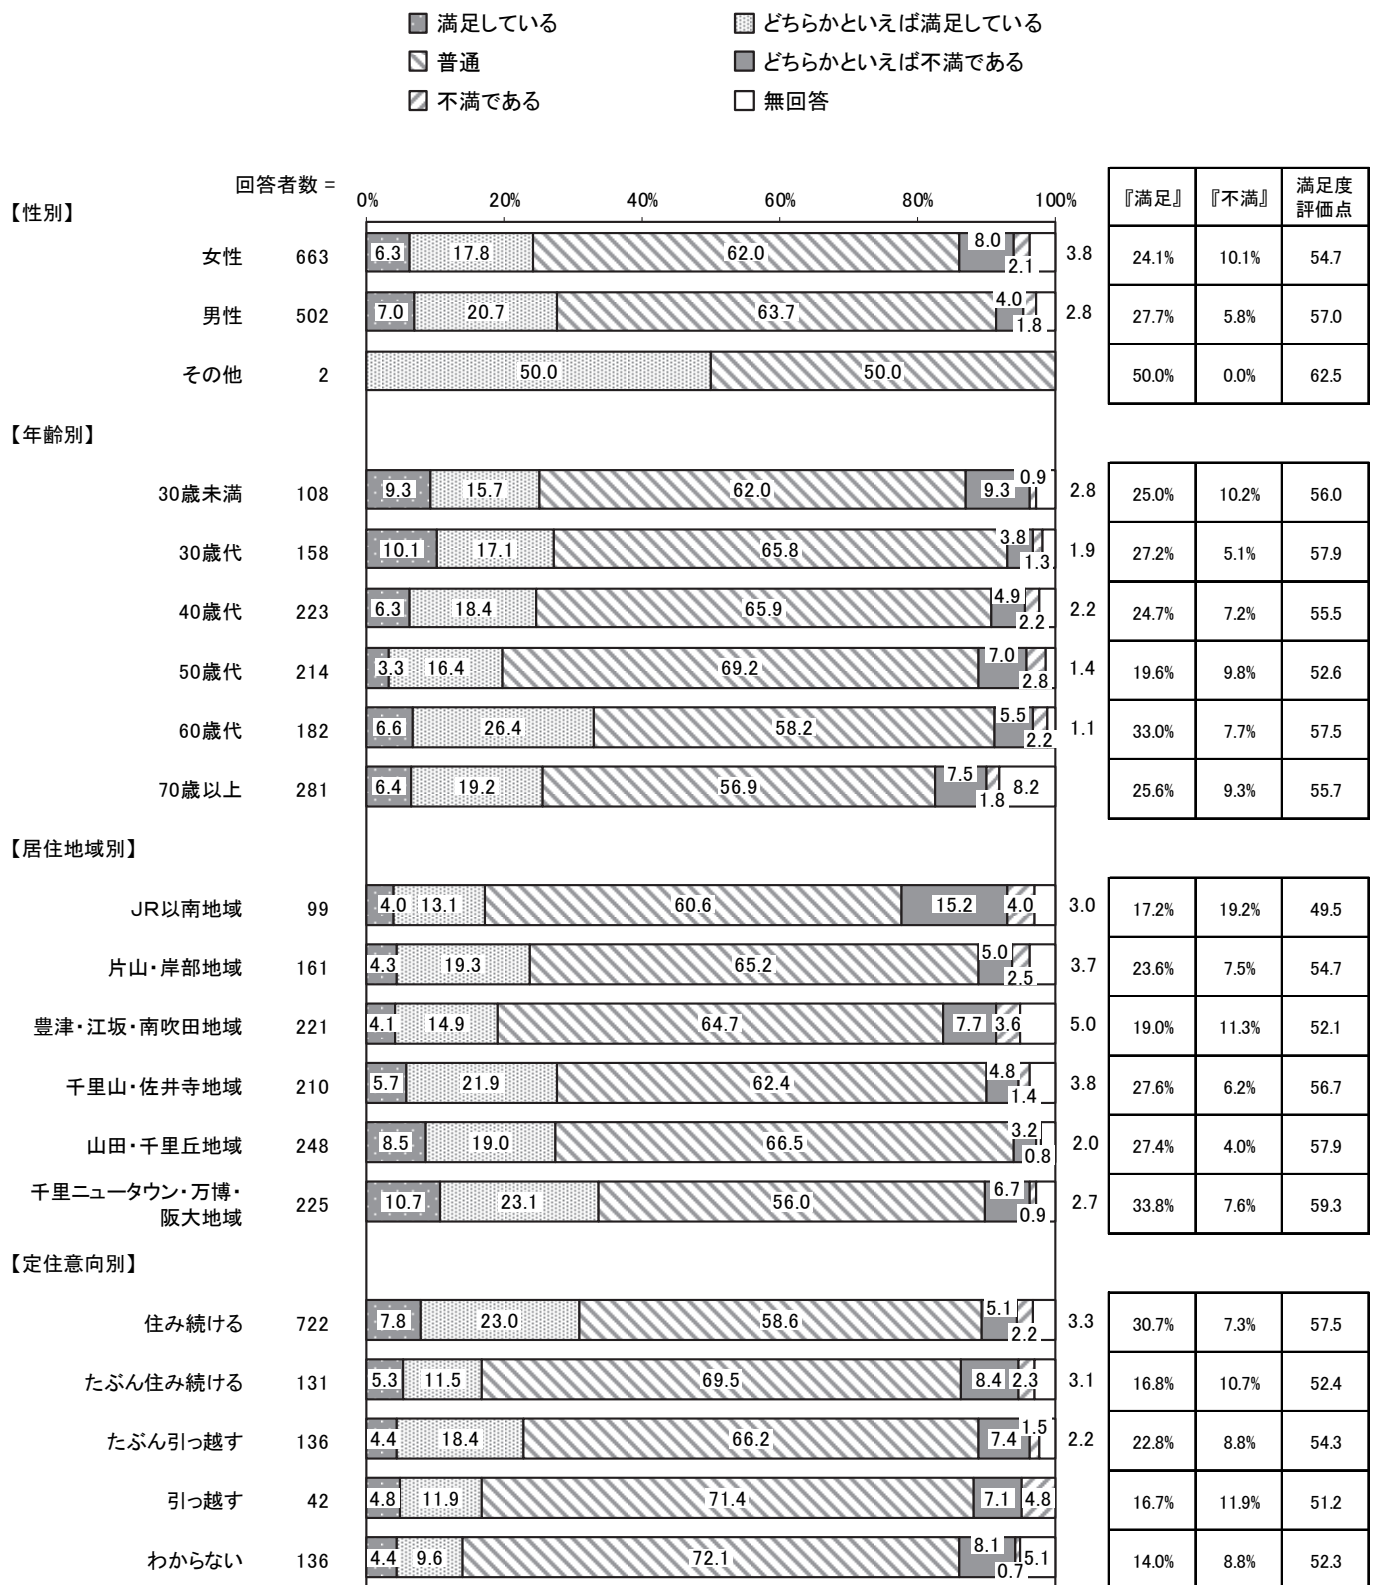 満足している どちらかといえば満足している
普通 どちらかといえば不満である
不満である 無回答
回答者数 =
0% 20% 40% 60% 80% 100% 『満足』 『不満』 満足度評価点
【性別】
女性 663 6.3 17.8 62.0 8.0 2.1 3.8 24.1% 10.1% 54.7
男性 502 7.0 20.7 63.7 4.0 1.8 2.8 27.7% 5.8% 57.0
その他 2 50.0 50.0 50.0% 0.0% 62.5
【年齢別】
30歳未満 108 9.3 15.7 62.0 9.3 0.9 2.8 25.0% 10.2% 56.0
30歳代 158 10.1 17.1 65.8 3.8 1.3 1.9 27.2% 5.1% 57.9
40歳代 223 6.3 18.4 65.9 4.9 2.2 2.2 24.7% 7.2% 55.5
50歳代 214 3.3 16.4 69.2 7.0 2.8 1.4 19.6% 9.8% 52.6
60歳代 182 6.6 26.4 58.2 5.5 2.2 1.1 33.0% 7.7% 57.5
70歳以上 281 6.4 19.2 56.9 7.5 1.8 8.2 25.6% 9.3% 55.7
【居住地域別】
JR以南地域 99 4.0 13.1 60.6 15.2 4.0 3.0 17.2% 19.2% 49.5
片山・岸部地域 161 4.3 19.3 65.2 5.0 2.5 3.7 23.6% 7.5% 54.7
豊津・江坂・南吹田地域 221 4.1 14.9 64.7 7.7 3.6 5.0 19.0% 11.3% 52.1
千里山・佐井寺地域 210 5.7 21.9 62.4 4.8 1.4 3.8 27.6% 6.2% 56.7
山田・千里丘地域 248 8.5 19.0 66.5 3.2 0.8 2.0 27.4% 4.0% 57.9
千里ニュータウン・万博・
阪大地域 225 10.7 23.1 56.0 6.7 0.9 2.7 33.8% 7.6% 59.3
【定住意向別】
住み続ける 722 7.8 23.0 58.6 5.1 2.2 3.3 30.7% 7.3% 57.5
たぶん住み続ける 131 5.3 11.5 69.5 8.4 2.3 3.1 16.8% 10.7% 52.4
たぶん引っ越す 136 4.4 18.4 66.2 7.4 1.5 2.2 22.8% 8.8% 54.3
引っ越す 42 4.8 11.9 71.4 7.1 4.8 16.7% 11.9% 51.2
わからない 136 4.4 9.6 72.1 8.1 0.7 5.1 14.0% 8.8% 52.3